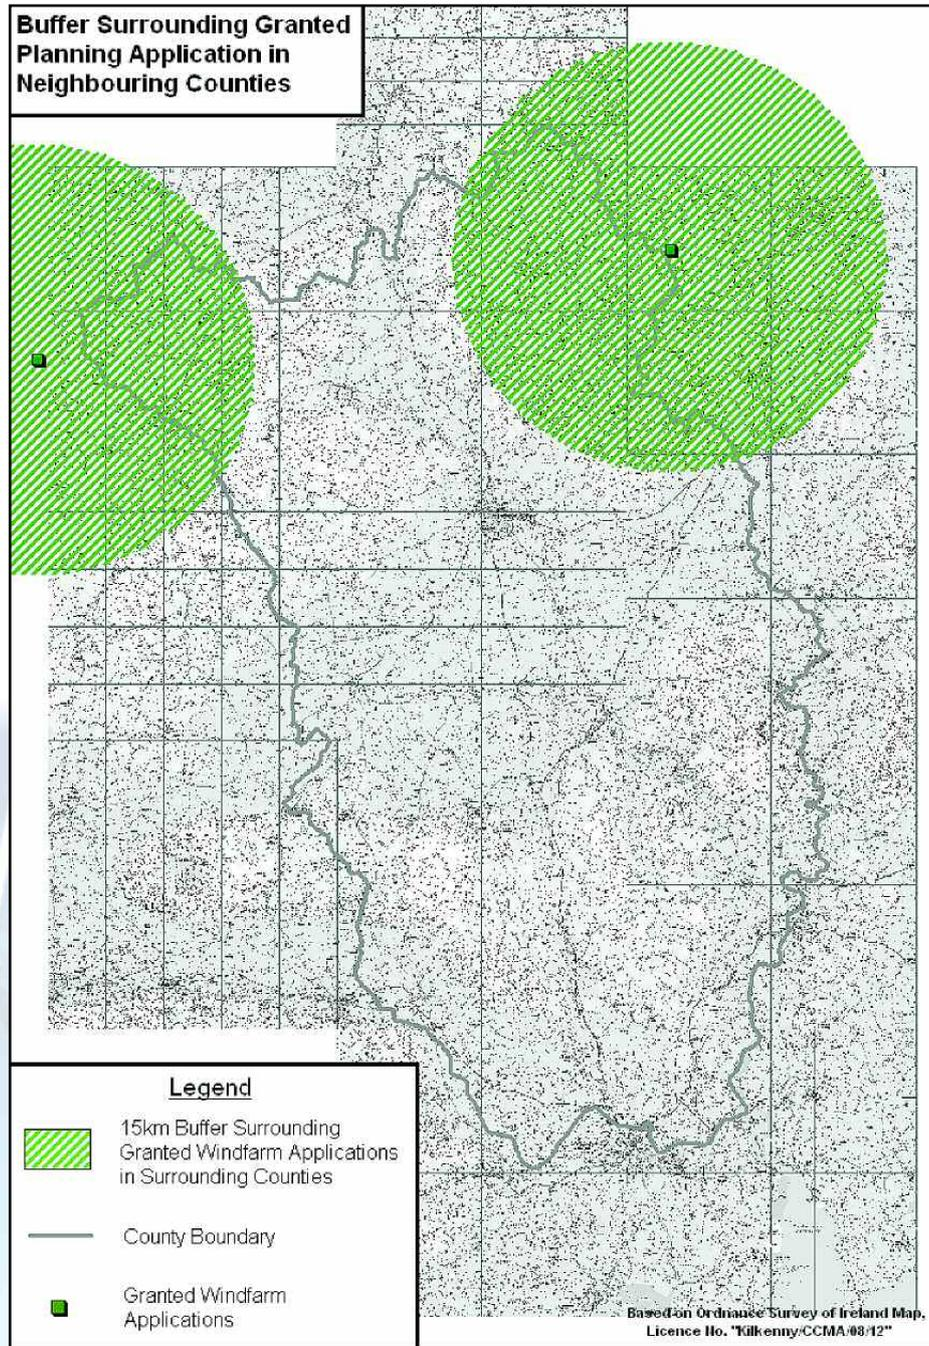 Buffer Surrounding Granted
Planning Application in
Neighbouring Counties
Legend
15km Buffer Surrounding
Granted Windfarm Applications
in Surrounding Counties
County Boundary
Granted Windfarm
Applications
Based on Ordnance Survey of Ireland Map,
Licence No. "Kilkenny/CCMA/08/12"